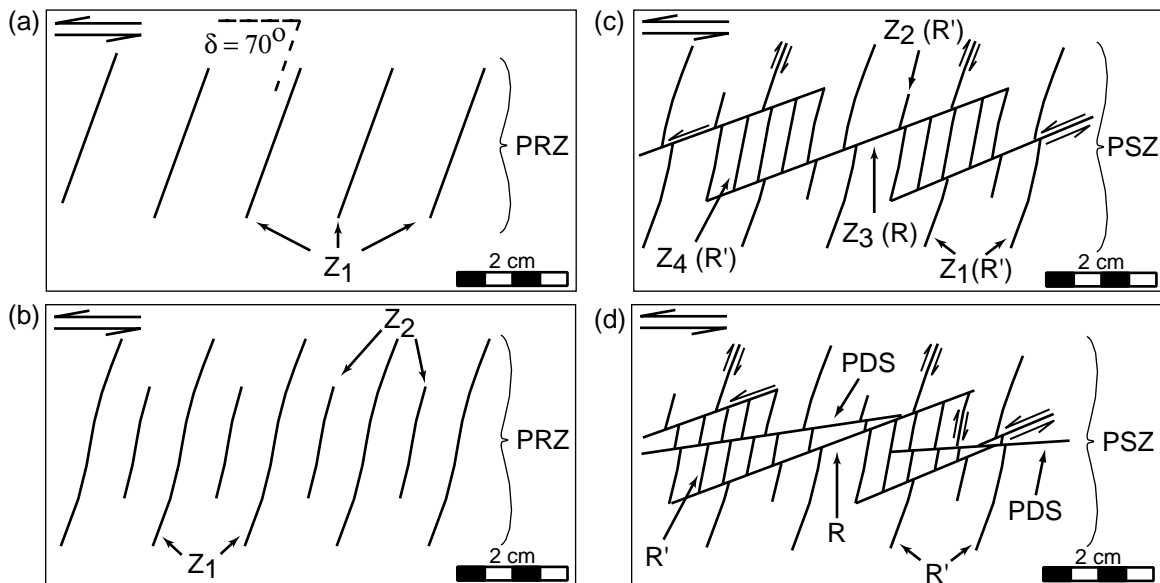 (a)
δ = 70°
PRZ
Z1
2 cm
(b)
Z2
PRZ
Z1
2 cm
(c)
Z2 (R')
PSZ
Z3 (R)
Z4 (R')
Z1(R')
2 cm
(d)
PDS
PSZ
PDS
R
R'
R'
2 cm